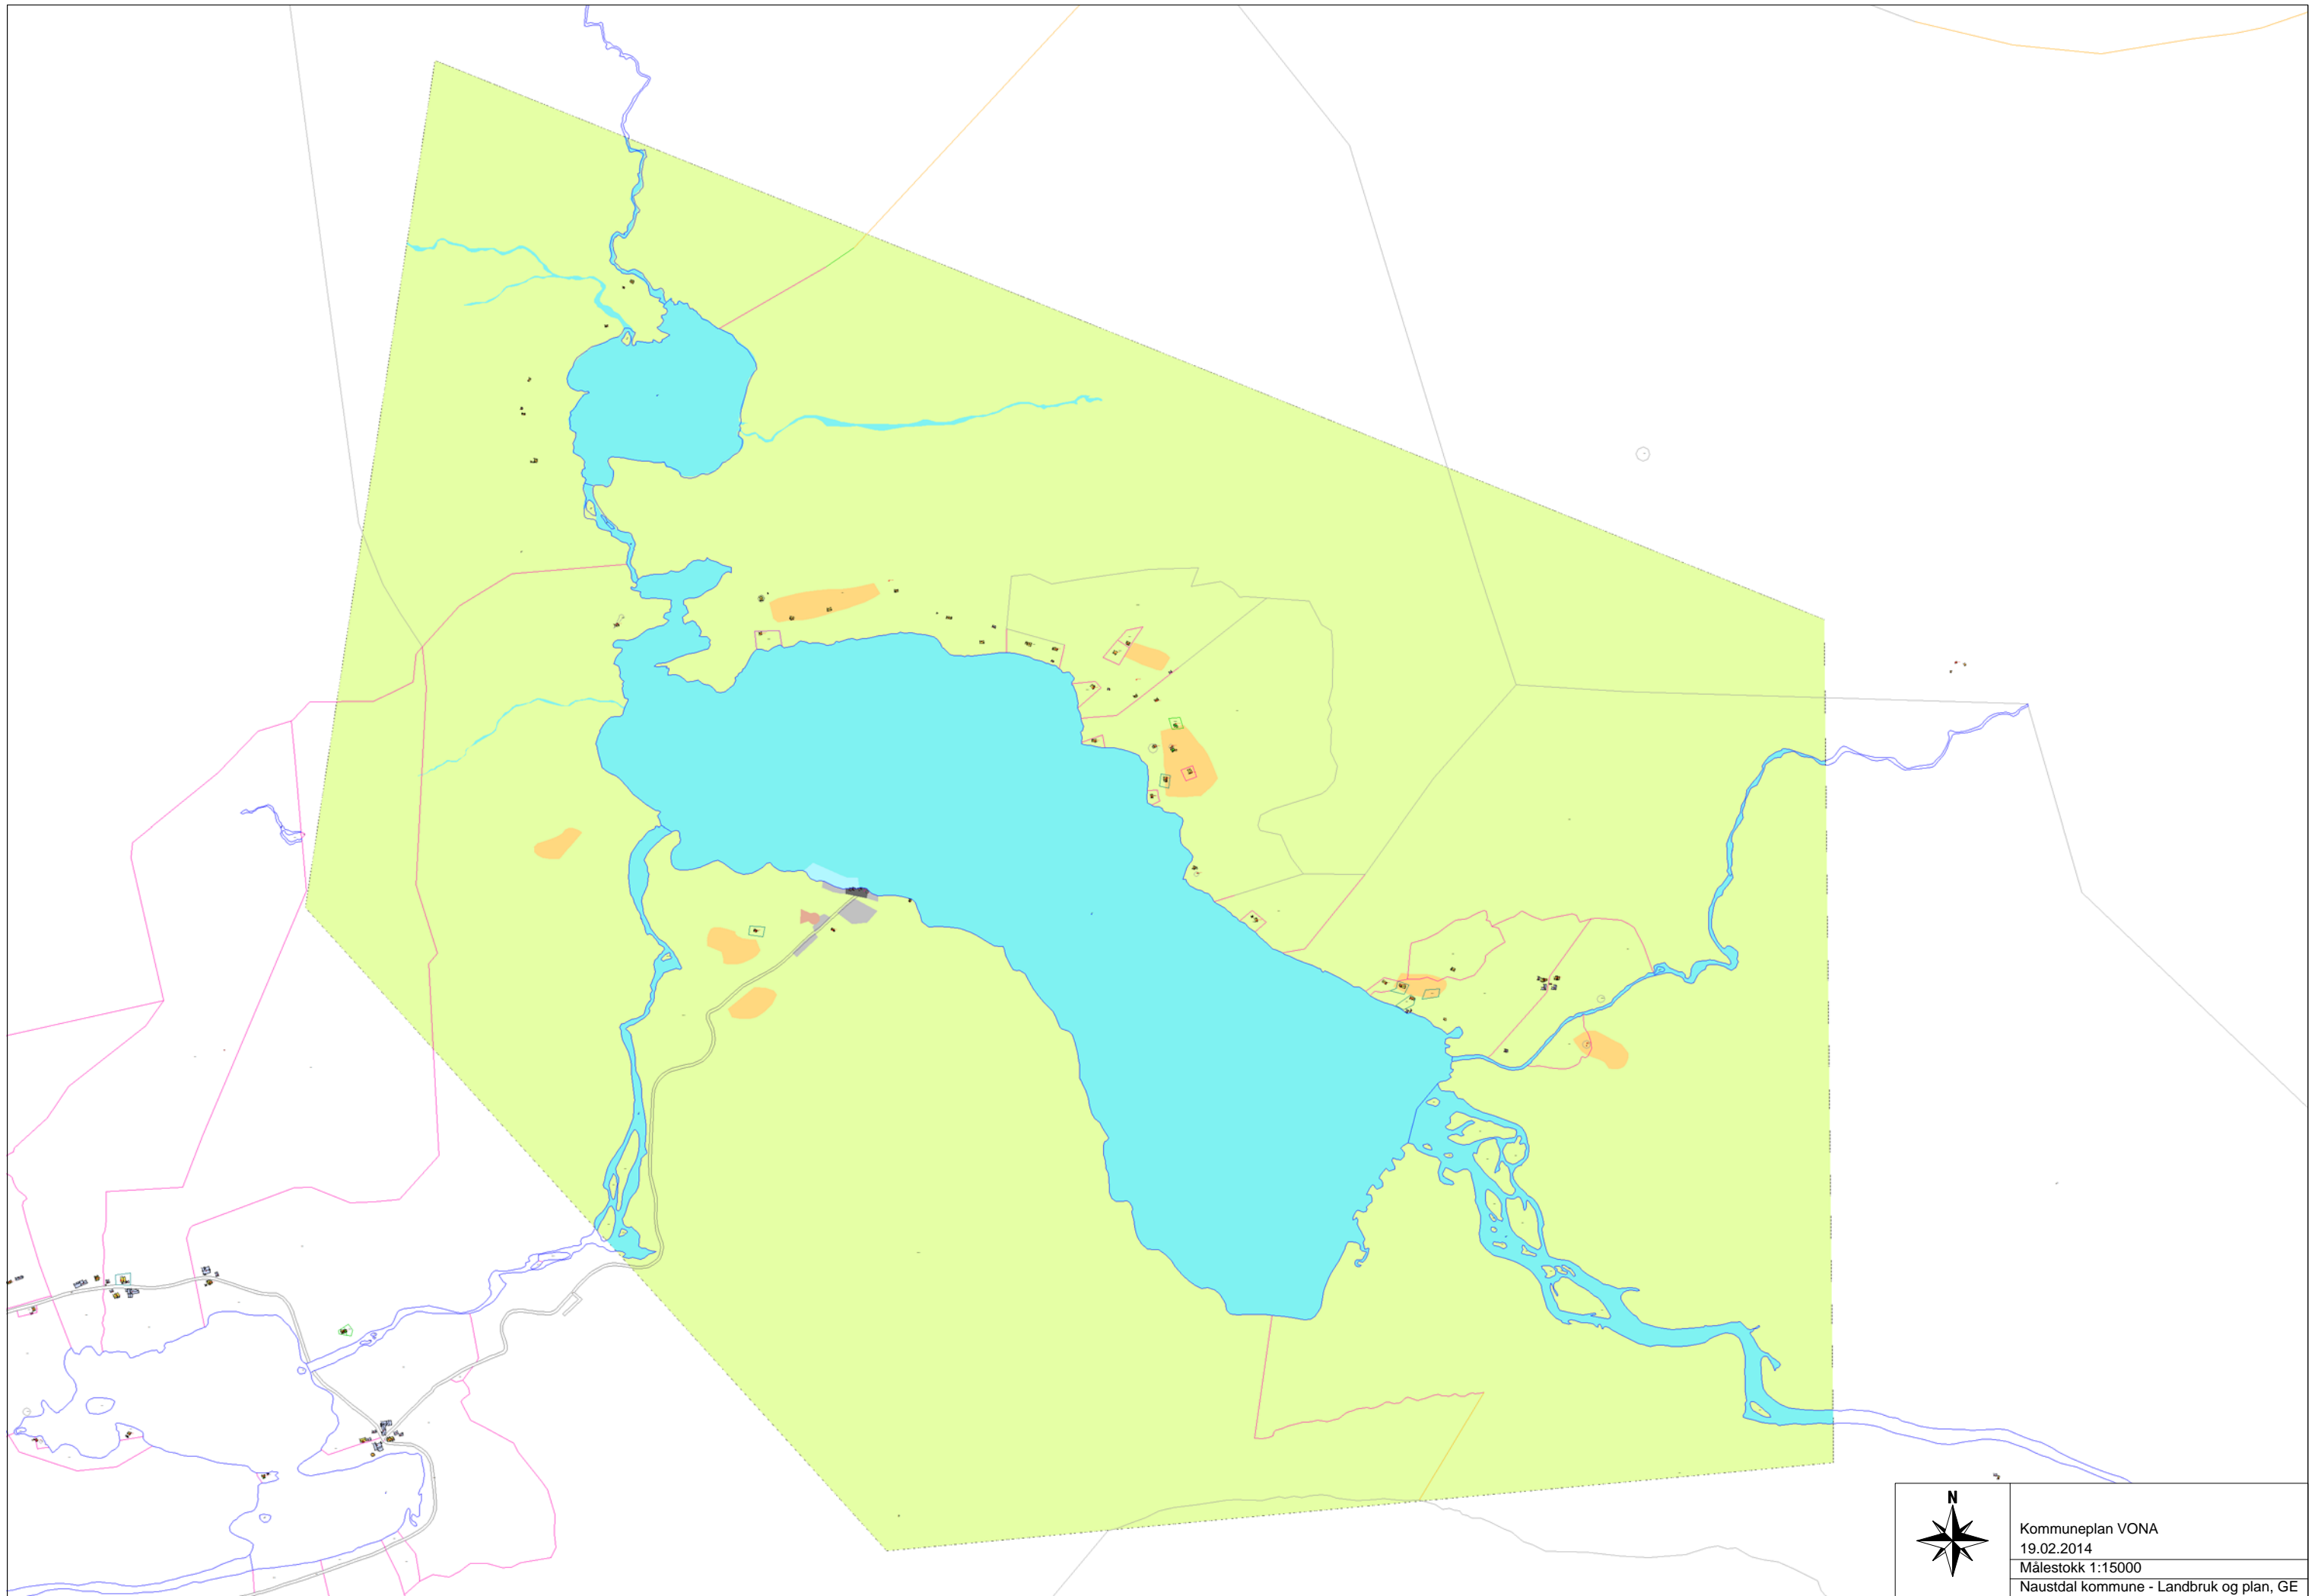 N
Kommuneplan VONA
19.02.2014
Målestokk 1:15000
Naustdal kommune - Landbruk og plan, GE